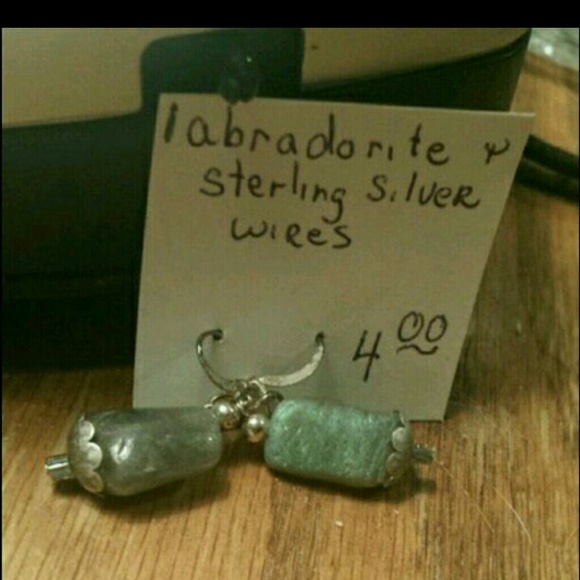 labradorite &
sterling silver
wires
4 00